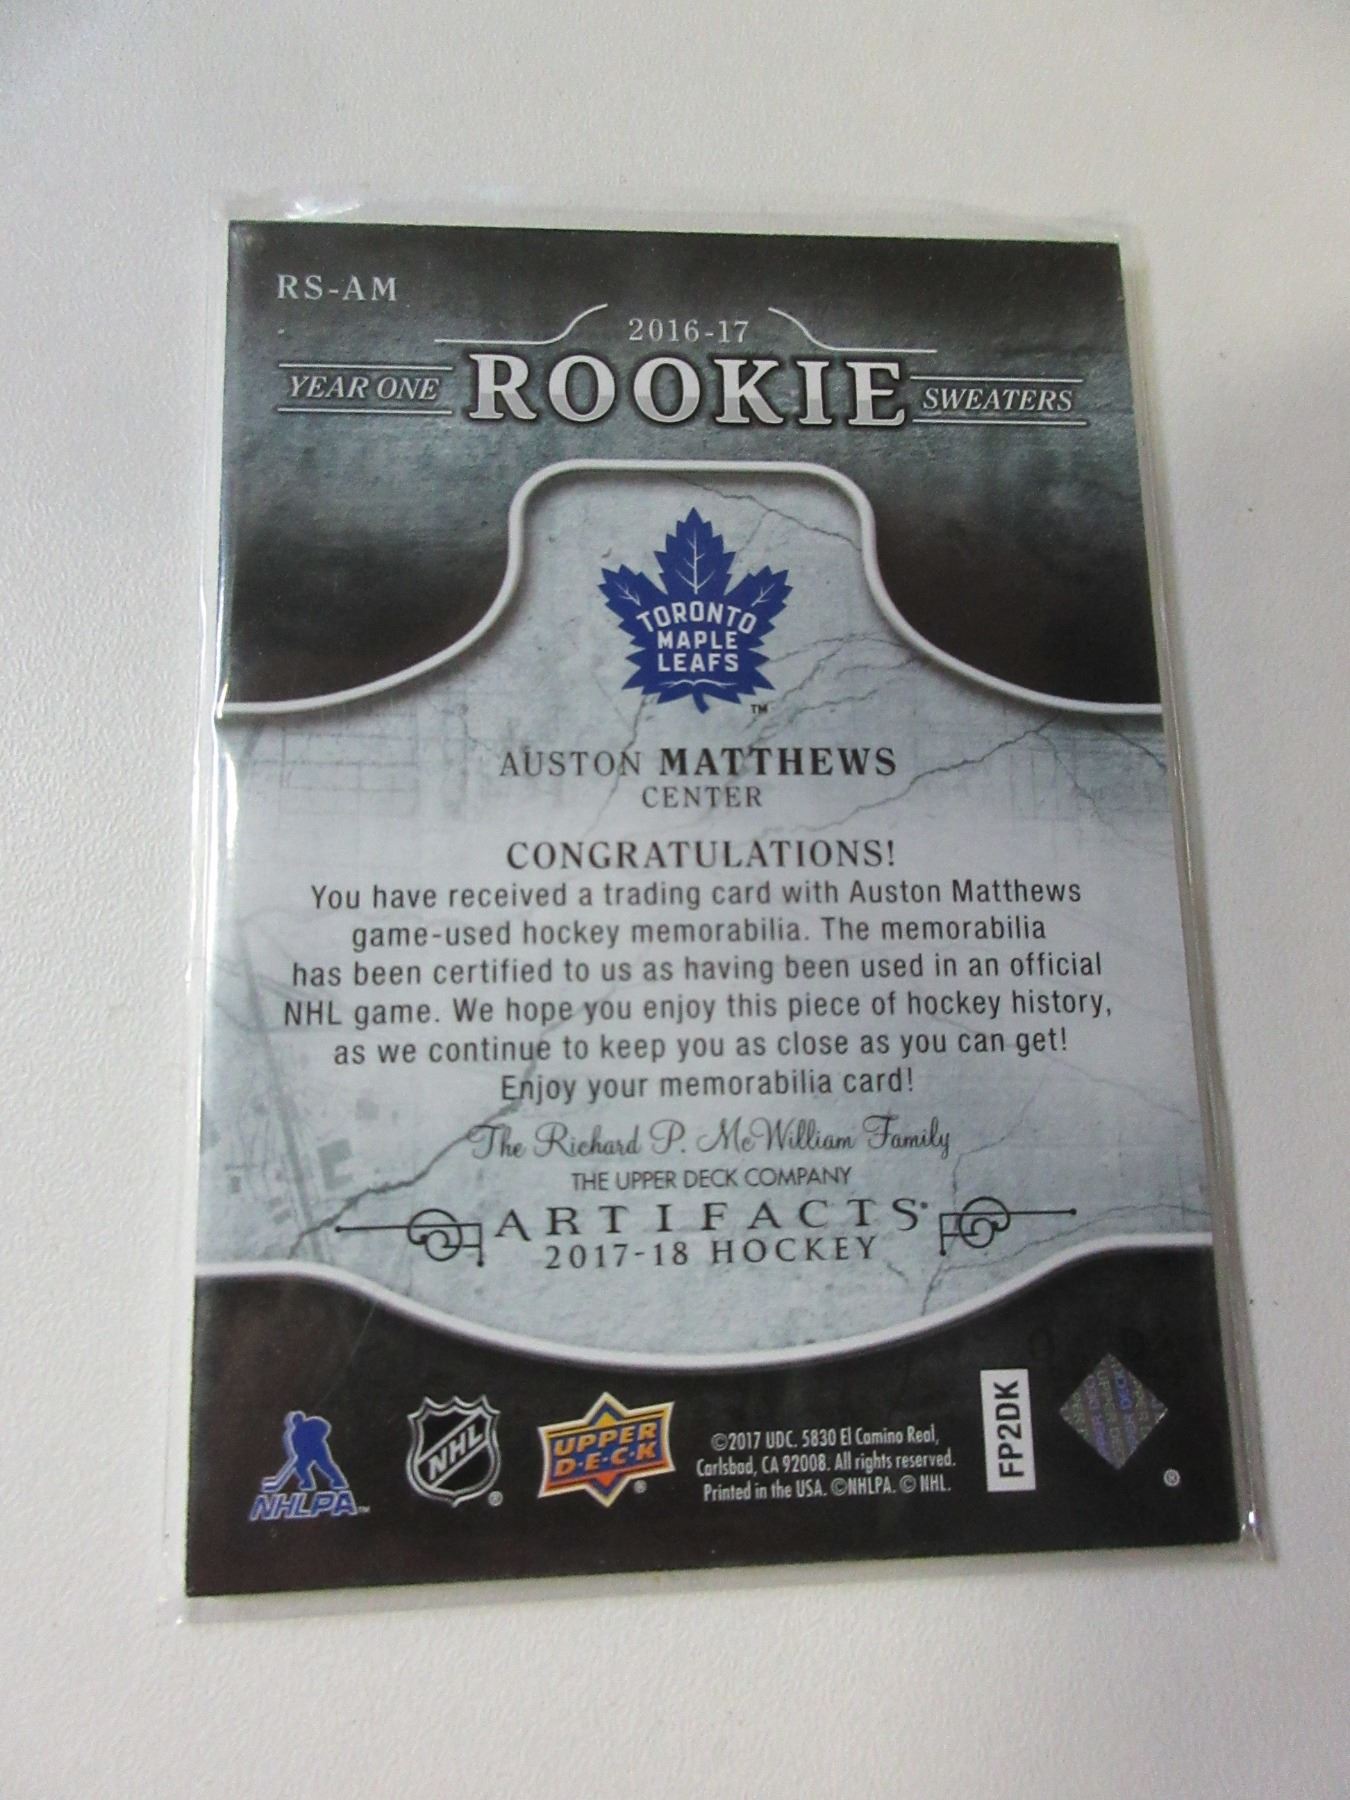 RS-AM
2016-17
YEAR ONE ROOKIE SWEATERS
TORONTO
MAPLE
LEAFS
TM
AUSTON MATTHEWS
CENTER
CONGRATULATIONS!
You have received a trading card with Auston Matthews
game-used hockey memorabilia. The memorabilia
has been certified to us as having been used in an official
NHL game. We hope you enjoy this piece of hockey history,
as we continue to keep you as close as you can get!
Enjoy your memorabilia card!
The Richard P. McWilliam Family
THE UPPER DECK COMPANY
ARTIFACTS
2017-18 HOCKEY
NHLPA™
NHL®
UPPER
D·E·C·K®
©2017 UDC. 5830 El Camino Real,
Carlsbad, CA 92008. All rights reserved.
Printed in the USA. ©NHLPA. © NHL.
FP2DK
®